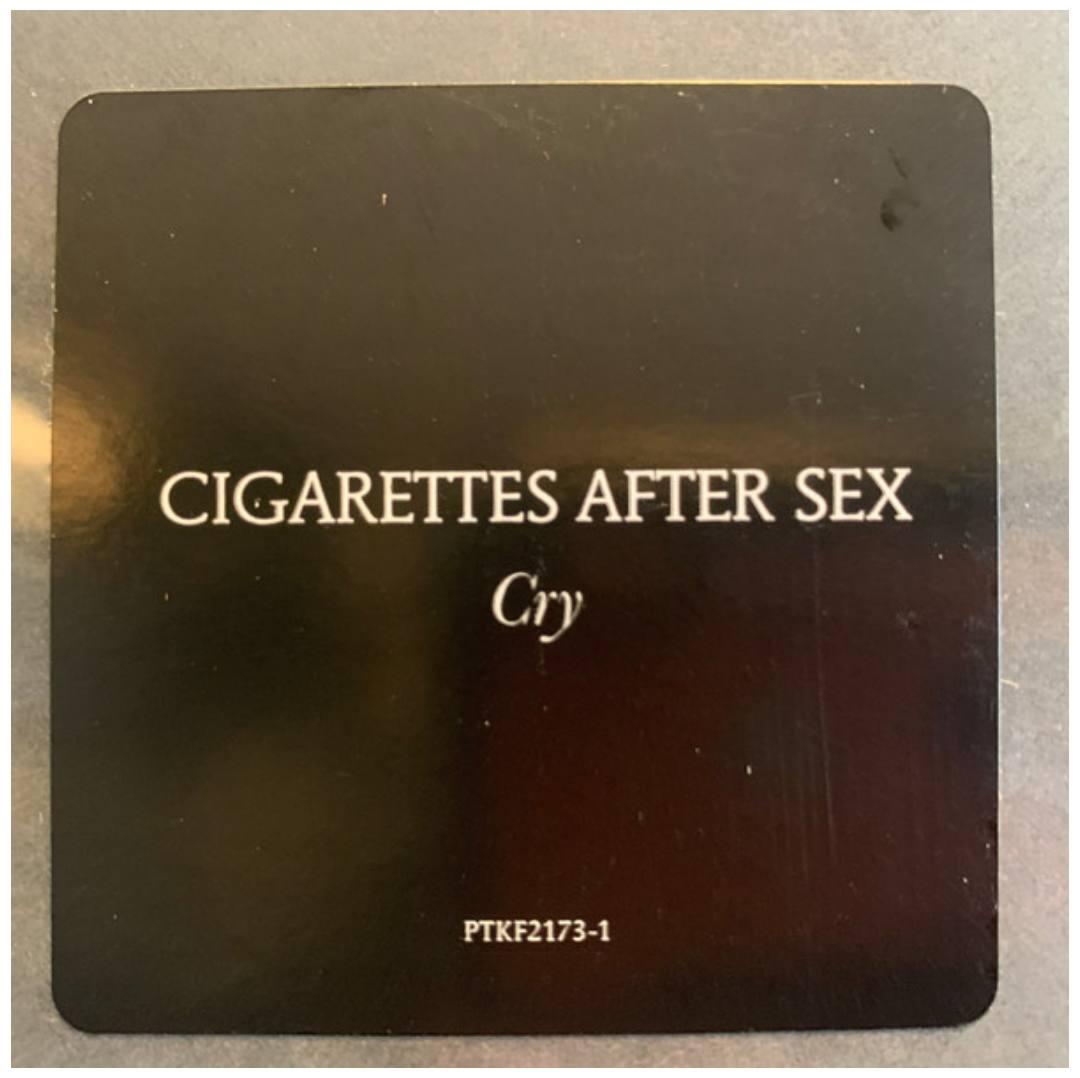 CIGARETTES AFTER SEX
Cry
PTKF2173-1